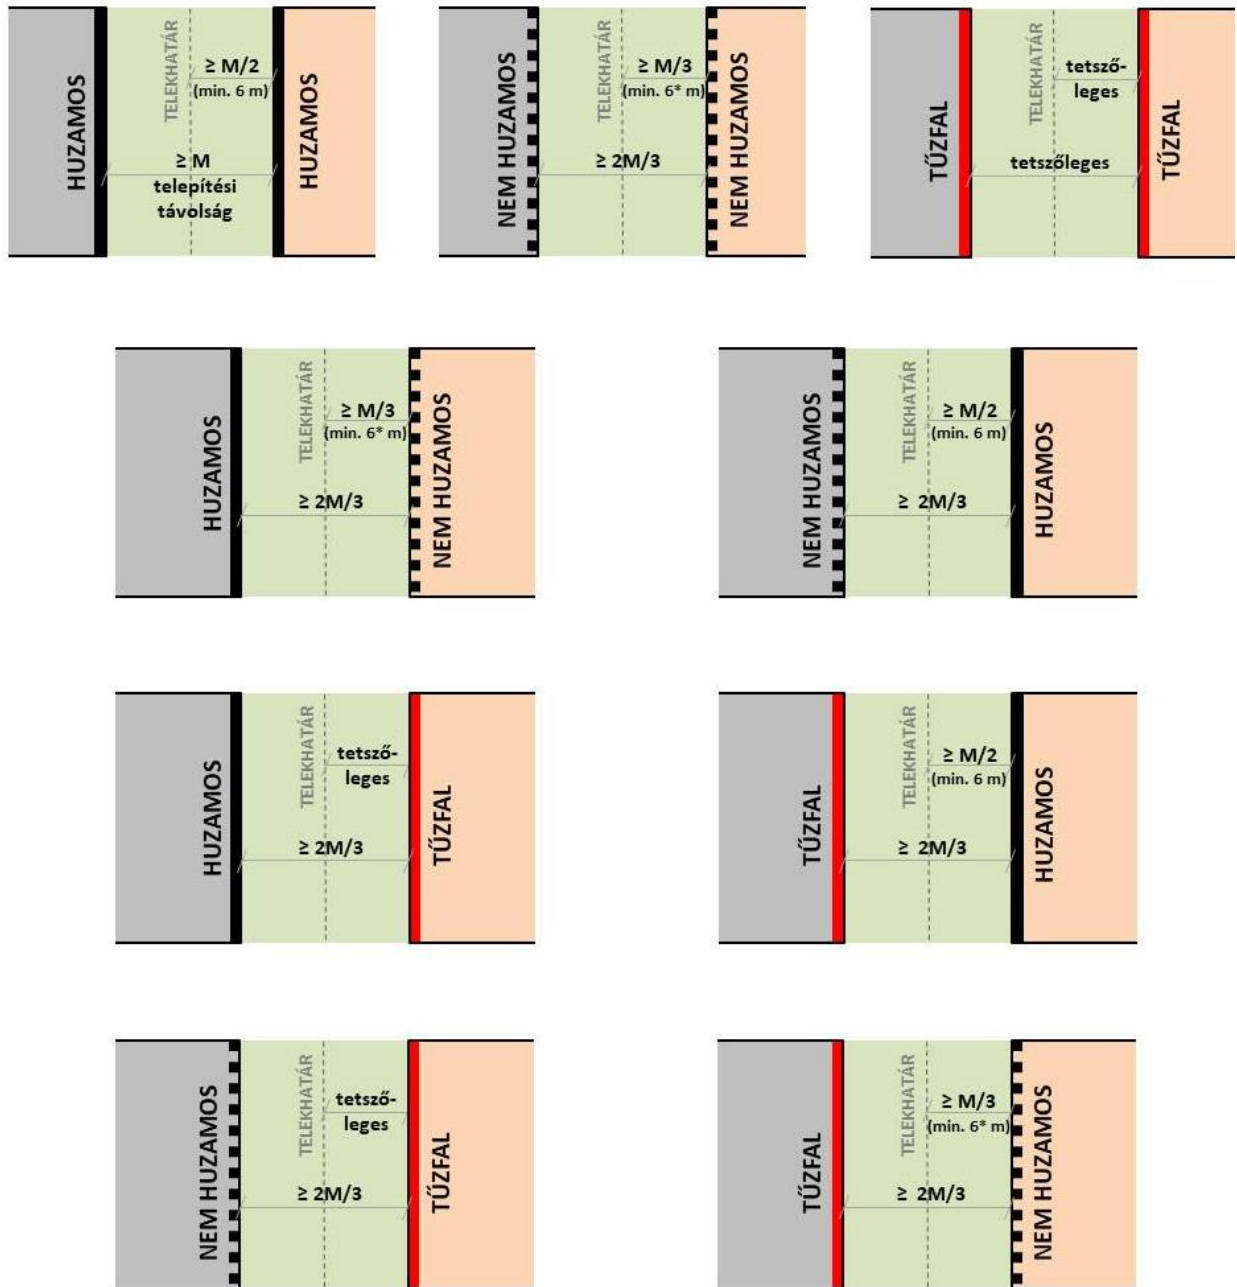 HUZAMOS
TELEKHATÁR
≥ M/2
(min. 6 m)
≥ M
telepítési
távolság
HUZAMOS
NEM HUZAMOS
TELEKHATÁR
≥ M/3
(min. 6* m)
≥ 2M/3
NEM HUZAMOS
TŰZFAL
TELEKHATÁR
tetsző-
leges
tetszőleges
TŰZFAL
HUZAMOS
TELEKHATÁR
≥ M/3
(min. 6* m)
≥ 2M/3
NEM HUZAMOS
NEM HUZAMOS
TELEKHATÁR
≥ M/2
(min. 6 m)
≥ 2M/3
HUZAMOS
HUZAMOS
TELEKHATÁR
tetsző-
leges
≥ 2M/3
TŰZFAL
TŰZFAL
TELEKHATÁR
≥ M/2
(min. 6 m)
≥ 2M/3
HUZAMOS
NEM HUZAMOS
TELEKHATÁR
tetsző-
leges
≥ 2M/3
TŰZFAL
TŰZFAL
TELEKHATÁR
≥ M/3
(min. 6* m)
≥ 2M/3
NEM HUZAMOS